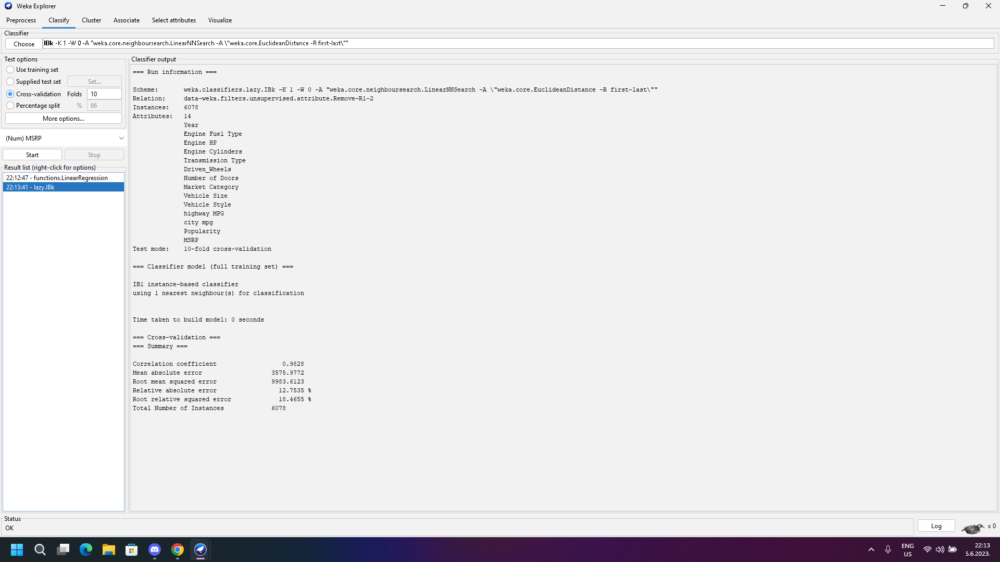 Weka Explorer
Preprocess Classify Cluster Associate Select attributes Visualize
Classifier
Choose IBk -K 1 -W 0 -A "weka.core.neighboursearch.LinearNNSearch -A \"weka.core.EuclideanDistance -R first-last\""
Test options
Use training set
Supplied test set Set...
Cross-validation Folds 10
Percentage split % 66
More options...
(Num) MSRP
Start Stop
Result list (right-click for options)
22:12:47 - functions.LinearRegression
22:13:41 - lazy.IBk
Classifier output
=== Run information ===
Scheme: weka.classifiers.lazy.IBk -K 1 -W 0 -A "weka.core.neighboursearch.LinearNNSearch -A \"weka.core.EuclideanDistance -R first-last\""
Relation: data-weka.filters.unsupervised.attribute.Remove-R1-2
Instances: 6078
Attributes: 14
Year
Engine Fuel Type
Engine HP
Engine Cylinders
Transmission Type
Driven_Wheels
Number of Doors
Market Category
Vehicle Size
Vehicle Style
highway MPG
city mpg
Popularity
MSRP
Test mode: 10-fold cross-validation
=== Classifier model (full training set) ===
IB1 instance-based classifier
using 1 nearest neighbour(s) for classification
Time taken to build model: 0 seconds
=== Cross-validation ===
=== Summary ===
Correlation coefficient 0.9828
Mean absolute error 3575.9772
Root mean squared error 9983.6123
Relative absolute error 12.7535 %
Root relative squared error 18.4655 %
Total Number of Instances 6078
Status
OK
Log x 0
ENG
US
22:13
5.6.2023.